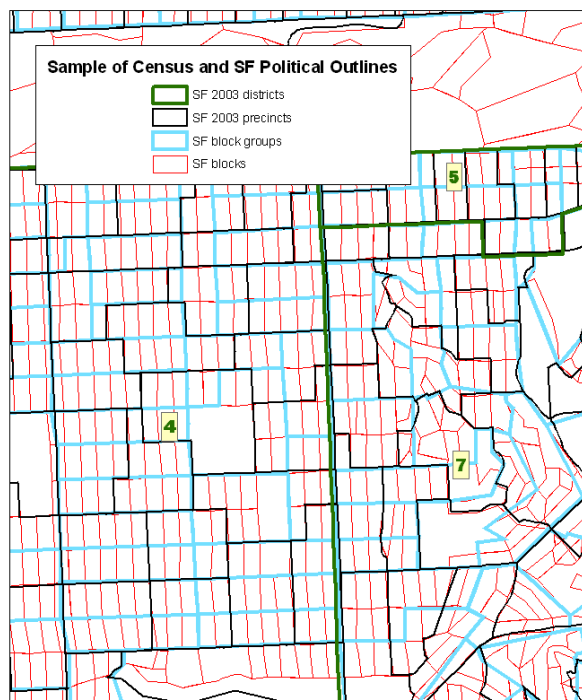 Sample of Census and SF Political Outlines
SF 2003 districts
SF 2003 precincts
SF block groups
SF blocks
5
4
7